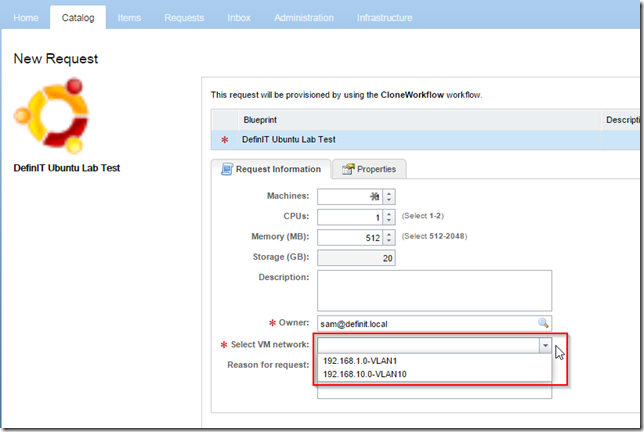 Home Catalog Items Requests Inbox Administration Infrastructure
New Request
DefinIT Ubuntu Lab Test
This request will be provisioned by using the CloneWorkflow workflow.
Blueprint Descripti
* DefinIT Ubuntu Lab Test
Request Information Properties
Machines:
CPUs: 1 (Select 1-2)
Memory (MB): 512 (Select 512-2048)
Storage (GB): 20
Description:
* Owner: sam@definit.local
* Select VM network:
192.168.1.0-VLAN1
192.168.10.0-VLAN10
Reason for request: